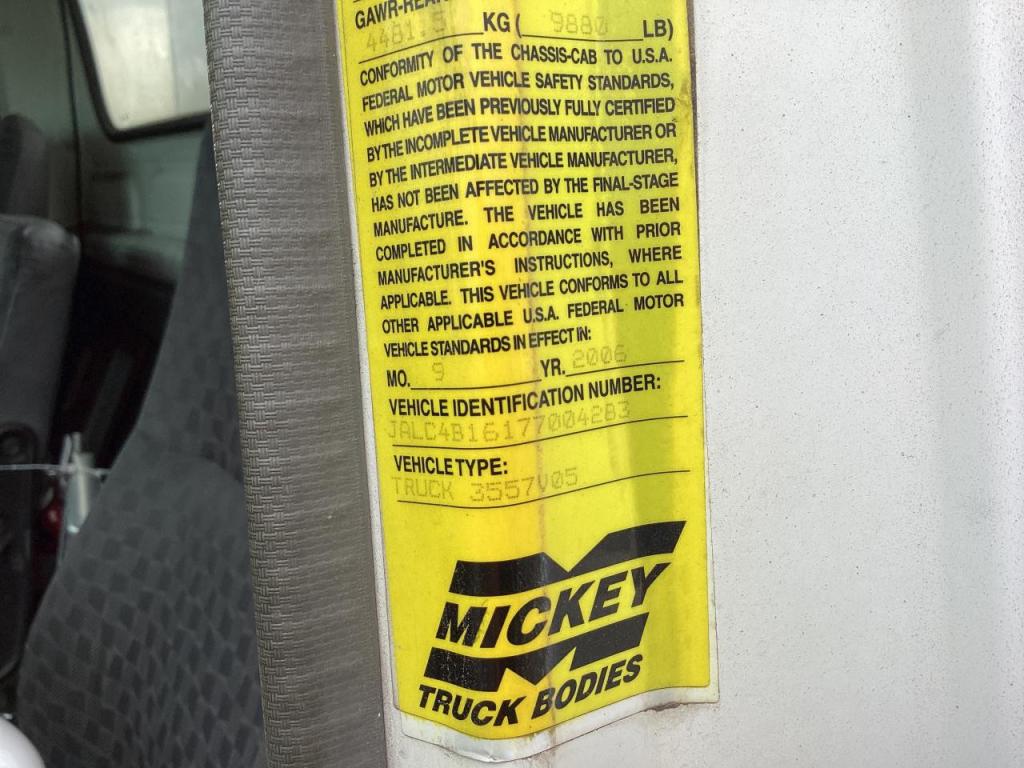 GAWR-REAR
4481.5 KG ( 9880 LB)
CONFORMITY OF THE CHASSIS-CAB TO U.S.A.
FEDERAL MOTOR VEHICLE SAFETY STANDARDS,
WHICH HAVE BEEN PREVIOUSLY FULLY CERTIFIED
BY THE INCOMPLETE VEHICLE MANUFACTURER OR
BY THE INTERMEDIATE VEHICLE MANUFACTURER,
HAS NOT BEEN AFFECTED BY THE FINAL-STAGE
MANUFACTURE. THE VEHICLE HAS BEEN
COMPLETED IN ACCORDANCE WITH PRIOR
MANUFACTURER'S INSTRUCTIONS, WHERE
APPLICABLE. THIS VEHICLE CONFORMS TO ALL
OTHER APPLICABLE U.S.A. FEDERAL MOTOR
VEHICLE STANDARDS IN EFFECT IN:
MO. 9 YR. 2006
VEHICLE IDENTIFICATION NUMBER:
JALC4B16177004283
VEHICLE TYPE:
TRUCK 3557V05
MICKEY
TRUCK BODIES